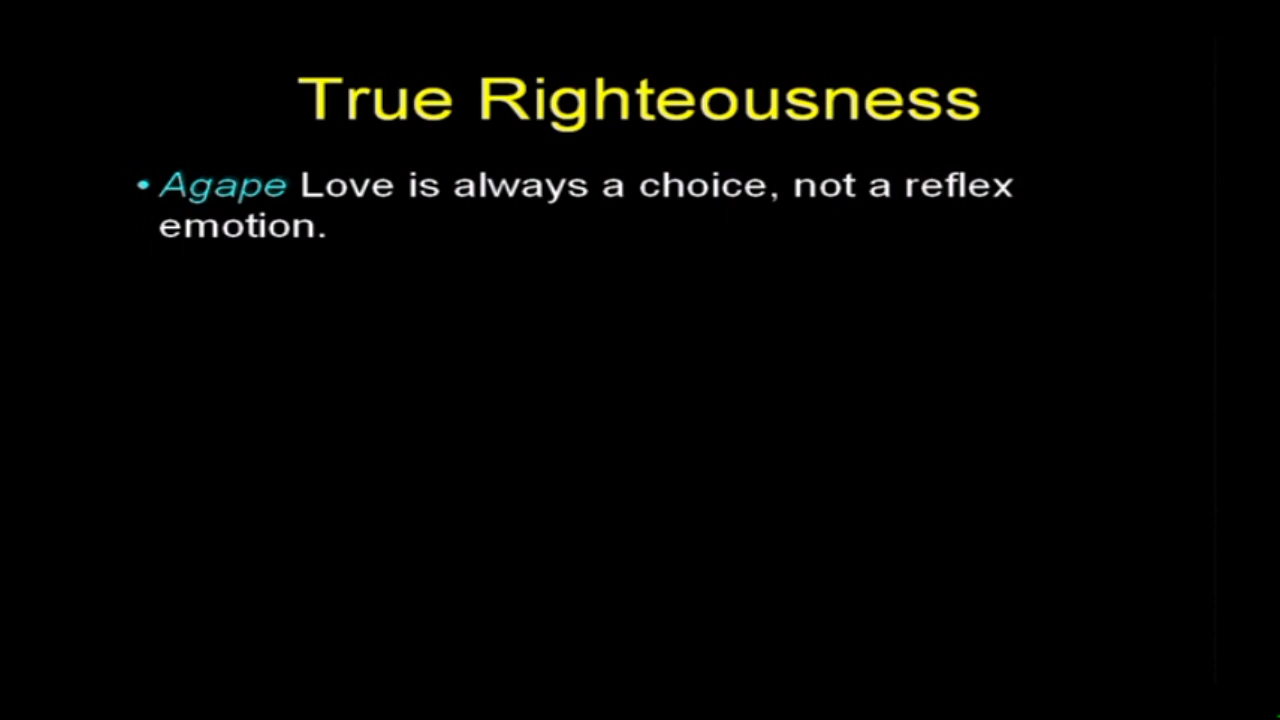 True Righteousness
• Agape Love is always a choice, not a reflex
emotion.